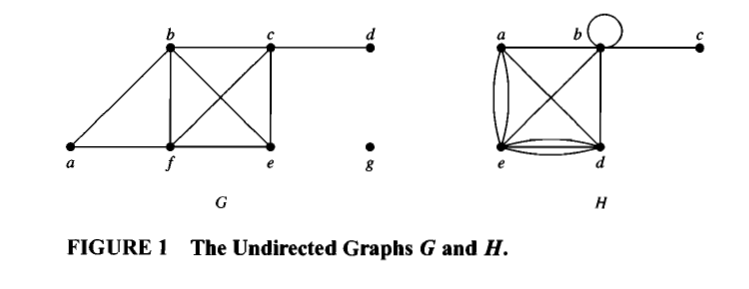 b c d a b c
a f e g e d
G H
FIGURE 1 The Undirected Graphs G and H.